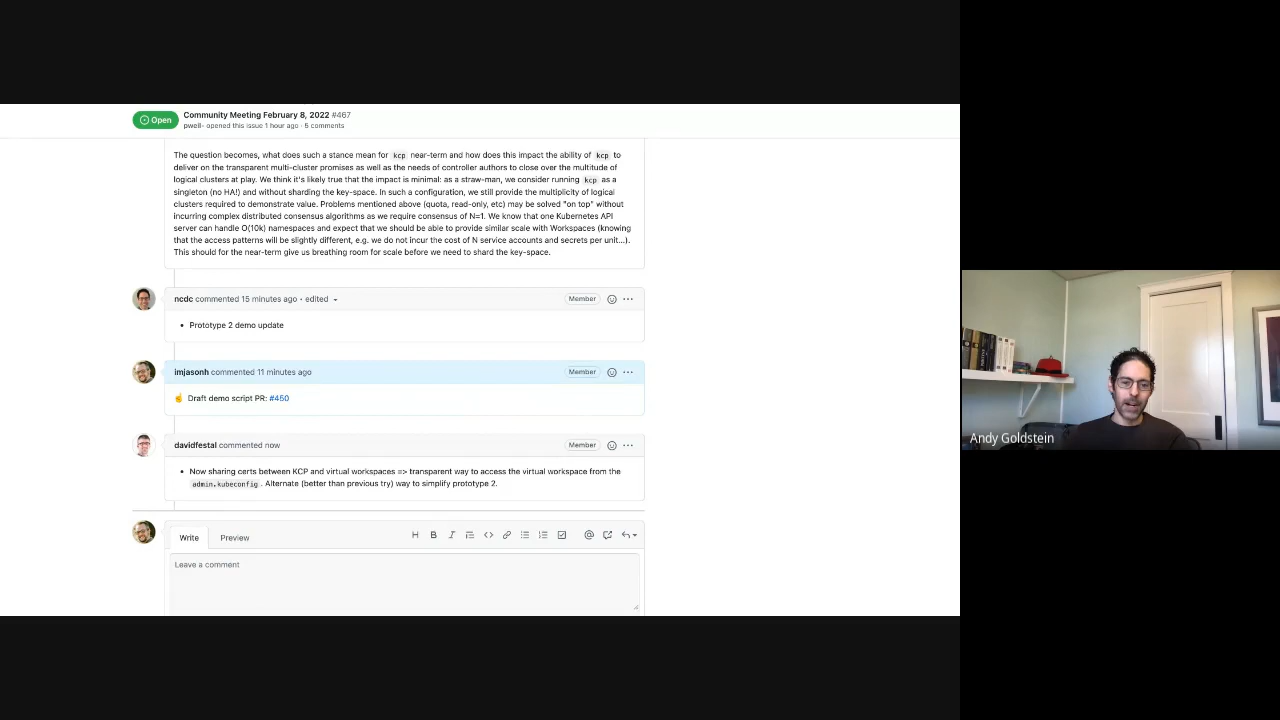 Open
Community Meeting February 8, 2022 #467
pweil- opened this issue 1 hour ago · 5 comments
The question becomes, what does such a stance mean for kcp near-term and how does this impact the ability of kcp to
deliver on the transparent multi-cluster promises as well as the needs of controller authors to close over the multitude of
logical clusters at play. We think it's likely true that the impact is minimal: as a straw-man, we consider running kcp as a
singleton (no HA!) and without sharding the key-space. In such a configuration, we still provide the multiplicity of logical
clusters required to demonstrate value. Problems mentioned above (quota, read-only, etc) may be solved "on top" without
incurring complex distributed consensus algorithms as we require consensus of N=1. We know that one Kubernetes API
server can handle O(10k) namespaces and expect that we should be able to provide similar scale with Workspaces (knowing
that the access patterns will be slightly different, e.g. we do not incur the cost of N service accounts and secrets per unit...).
This should for the near-term give us breathing room for scale before we need to shard the key-space.
ncdc commented 15 minutes ago · edited
Member
• Prototype 2 demo update
imjasonh commented 11 minutes ago
Member
☝ Draft demo script PR: #450
davidfestal commented now
Member
• Now sharing certs between KCP and virtual workspaces => transparent way to access the virtual workspace from the
admin.kubeconfig. Alternate (better than previous try) way to simplify prototype 2.
Write Preview
Leave a comment
Andy Goldstein